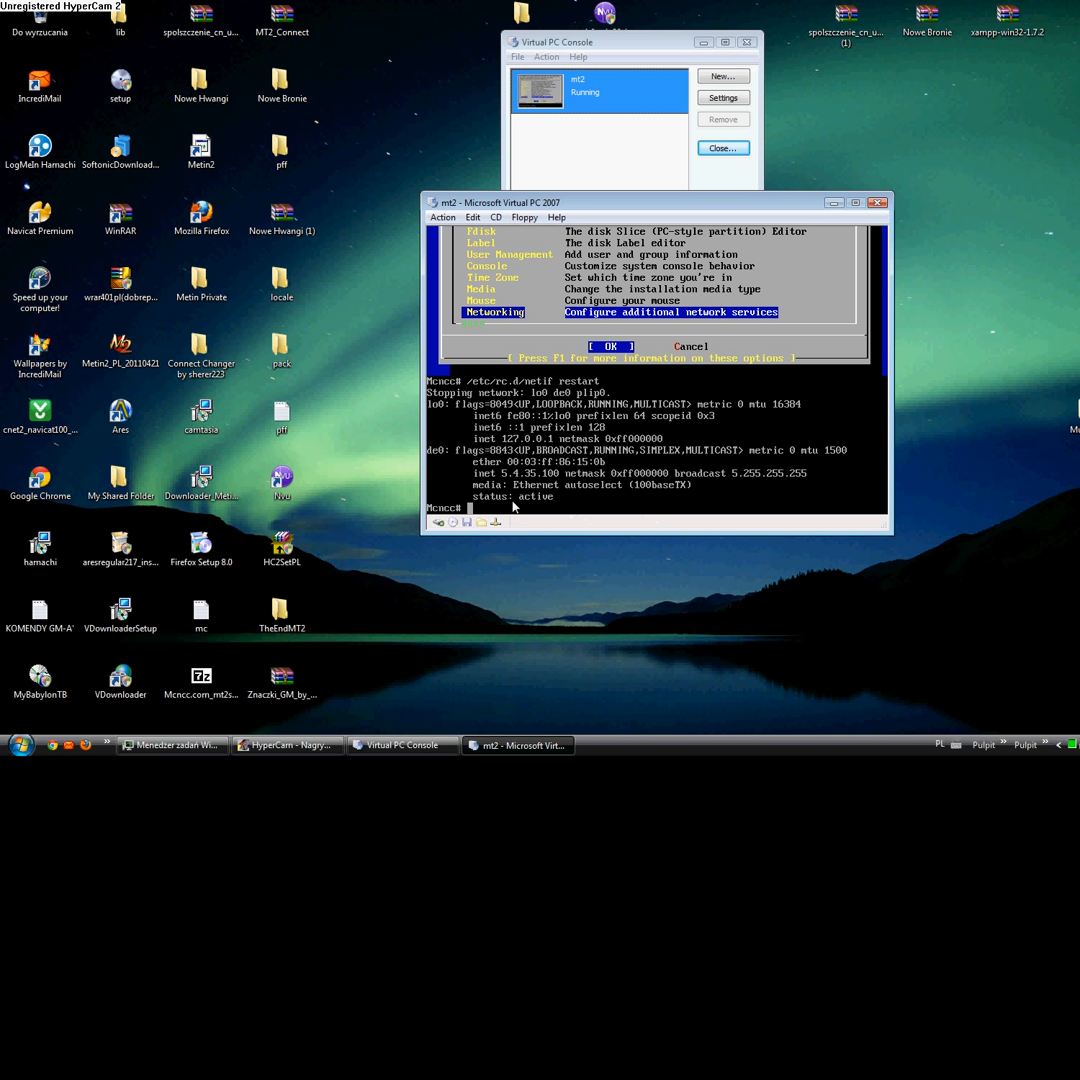 Unregistered HyperCam 2
Do wyrzucania
lib
spolszczenie_cn_u...
MT2_Connect
spolszczenie_cn_u... (1)
Nowe Bronie
xampp-win32-1.7.2
IncrediMail
setup
Nowe Hwangi
Nowe Bronie
LogMeIn Hamachi
SoftonicDownload...
Metin2
pff
Navicat Premium
WinRAR
Mozilla Firefox
Nowe Hwangi (1)
Speed up your computer!
wrar401pl(dobrep...
Metin Private
locale
Wallpapers by IncrediMail
Metin2_PL_20110421
Connect Changer by sherer223
pack
cnet2_navicat100_...
Ares
camtasia
pff
Google Chrome
My Shared Folder
Downloader_Meti...
Nvu
hamachi
aresregular217_ins...
Firefox Setup 8.0
HC2SetPL
KOMENDY GM-A'
VDownloaderSetup
mc
TheEndMT2
MyBabylonTB
VDownloader
Mcncc.com_mt2s...
Znaczki_GM_by_...
Virtual PC Console
File Action Help
mt2
Running
New...
Settings
Remove
Close...
mt2 - Microsoft Virtual PC 2007
Action Edit CD Floppy Help
Fdisk The disk Slice (PC-style partition) Editor
Label The disk Label editor
User Management Add user and group information
Console Customize system console behavior
Time Zone Set which time zone you're in
Media Change the installation media type
Mouse Configure your mouse
Networking Configure additional network services
[ OK ] Cancel
[ Press F1 for more information on these options ]
Mcncc# /etc/rc.d/netif restart
Stopping network: lo0 de0 plip0.
lo0: flags=8049<UP,LOOPBACK,RUNNING,MULTICAST> metric 0 mtu 16384
inet6 fe80::1%lo0 prefixlen 64 scopeid 0x3
inet6 ::1 prefixlen 128
inet 127.0.0.1 netmask 0xff000000
de0: flags=8843<UP,BROADCAST,RUNNING,SIMPLEX,MULTICAST> metric 0 mtu 1500
ether 00:03:ff:86:15:0b
inet 5.4.35.100 netmask 0xff000000 broadcast 5.255.255.255
media: Ethernet autoselect (100baseTX)
status: active
Mcncc#
Menedżer zadań Wi...
HyperCam - Nagry...
Virtual PC Console
mt2 - Microsoft Virt...
PL
Pulpit
Pulpit